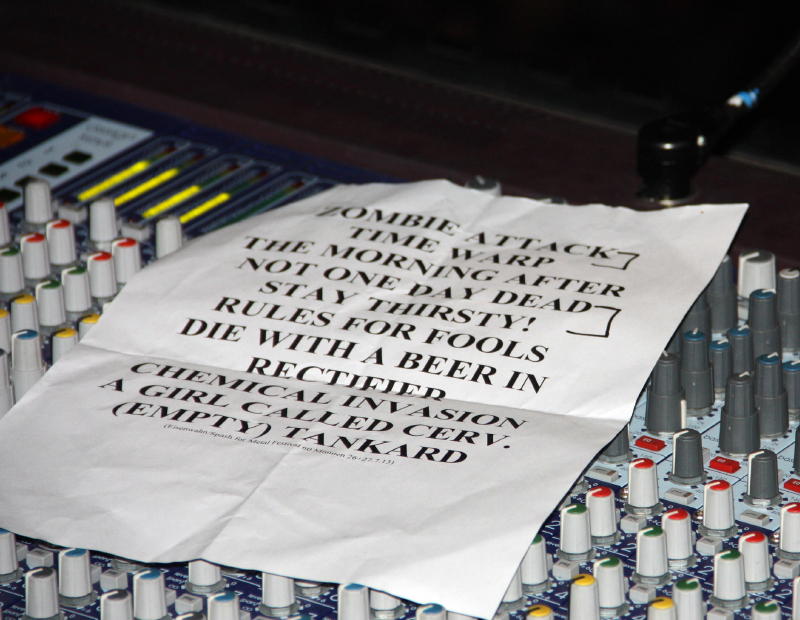 ZOMBIE ATTACK
TIME WARP
THE MORNING AFTER
NOT ONE DAY DEAD
STAY THIRSTY!
RULES FOR FOOLS
DIE WITH A BEER IN
RECTIFIER
CHEMICAL INVASION
A GIRL CALLED CERV.
(EMPTY) TANKARD